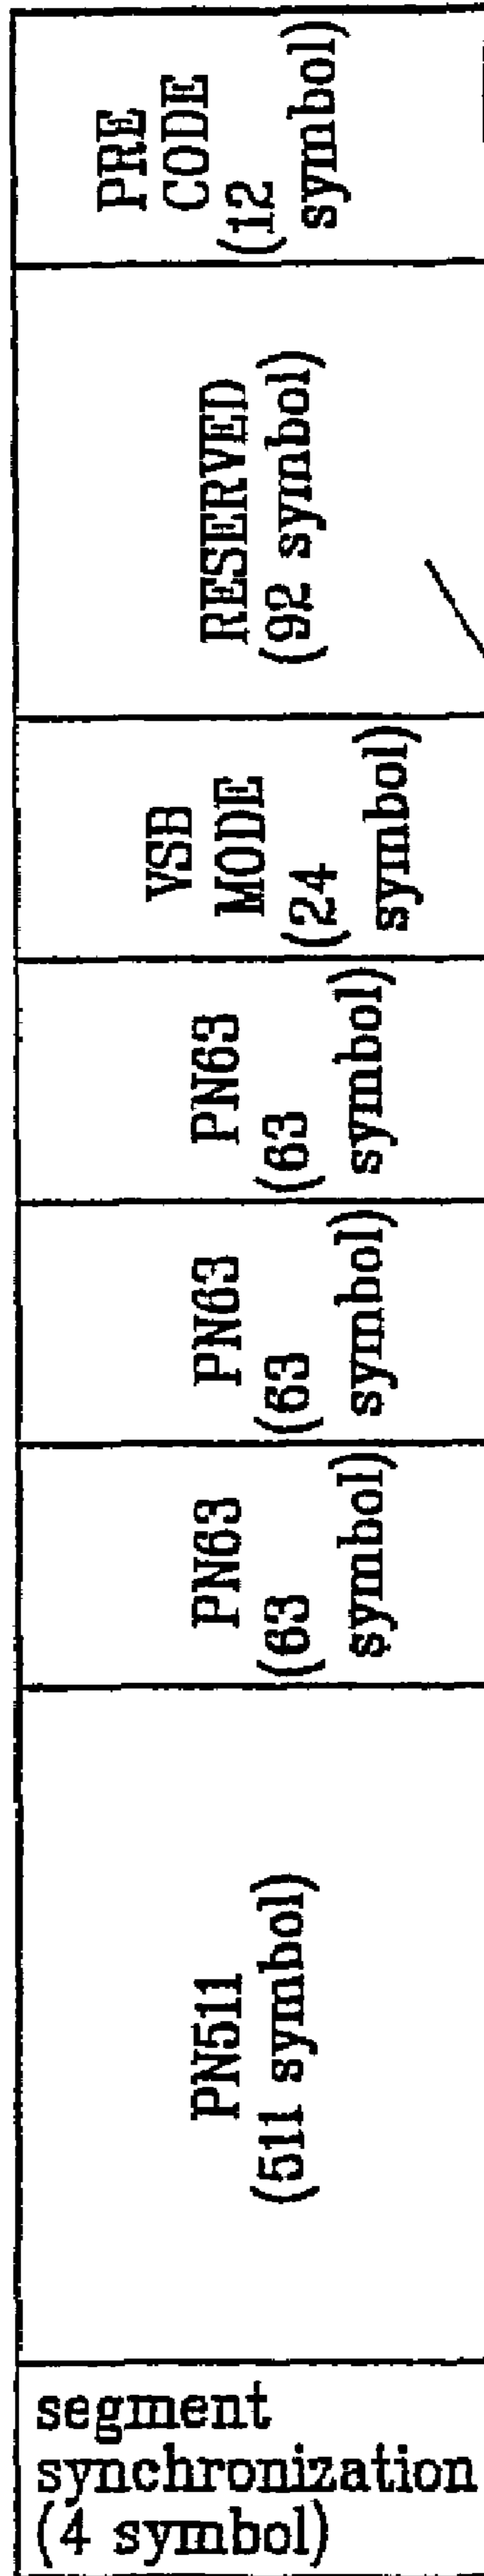 segment
synchronization
(4 symbol)
PN511
(511 symbol)
PN63
(63
symbol)
PN63
(63
symbol)
PN63
(63
symbol)
VSB
MODE
(24
symbol)
RESERVED
(92 symbol)
PRE
CODE
(12
symbol)